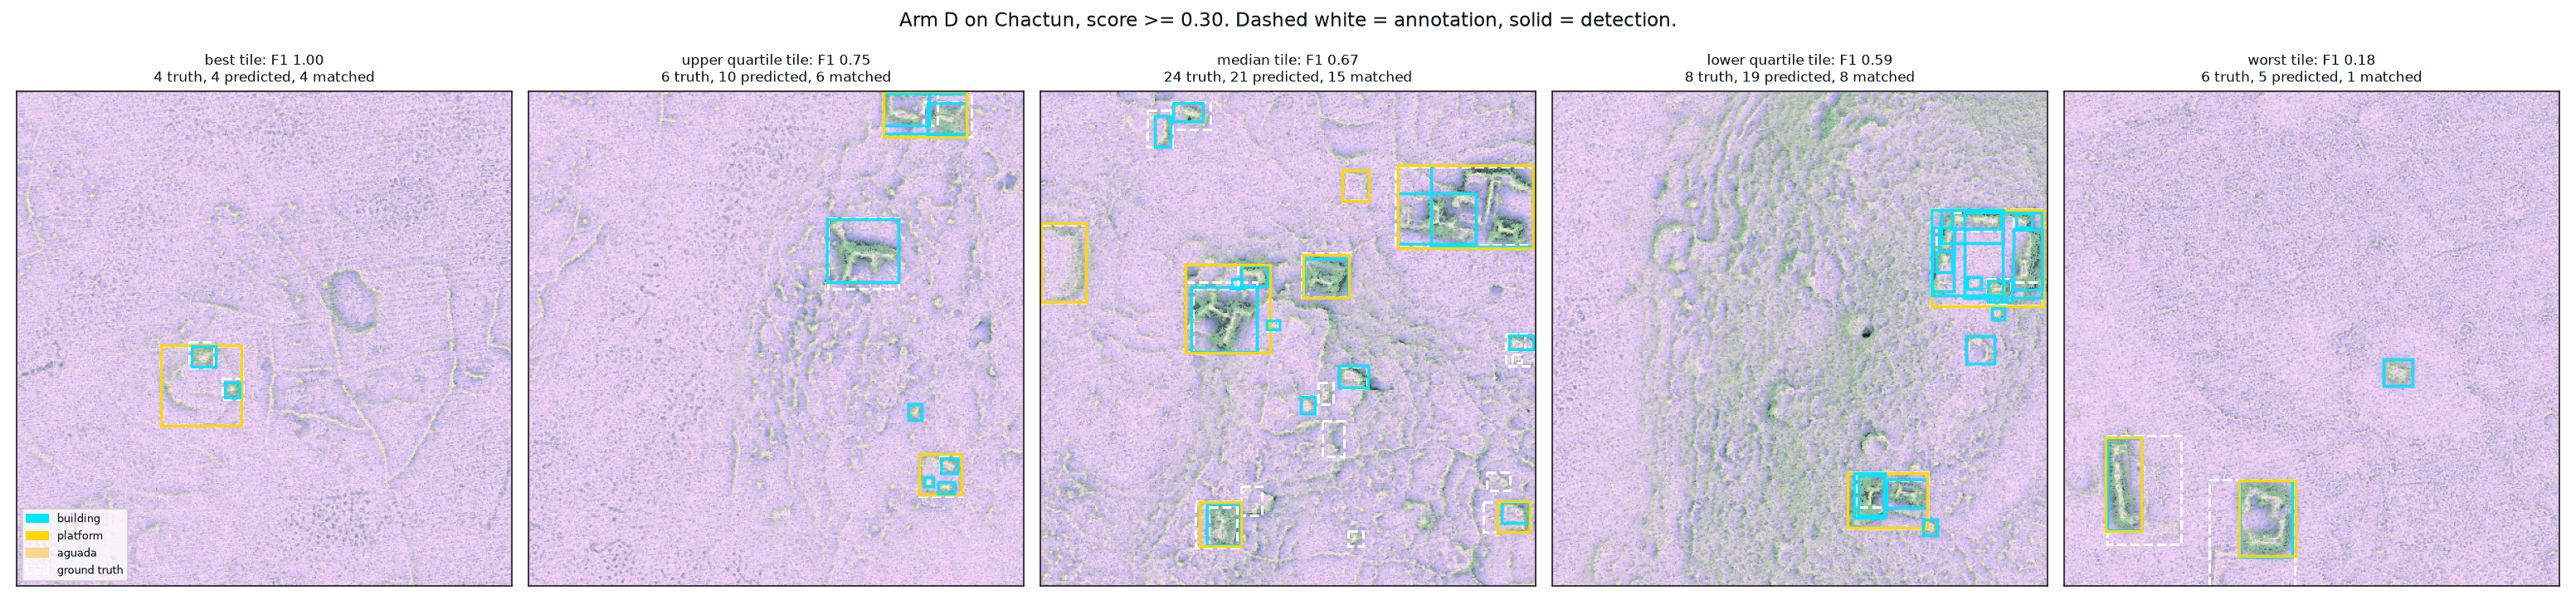 Arm D on Chactun, score >= 0.30. Dashed white = annotation, solid = detection.
best tile: F1 1.00
4 truth, 4 predicted, 4 matched
upper quartile tile: F1 0.75
6 truth, 10 predicted, 6 matched
median tile: F1 0.67
24 truth, 21 predicted, 15 matched
lower quartile tile: F1 0.59
8 truth, 19 predicted, 8 matched
worst tile: F1 0.18
6 truth, 5 predicted, 1 matched
building
platform
aguada
ground truth